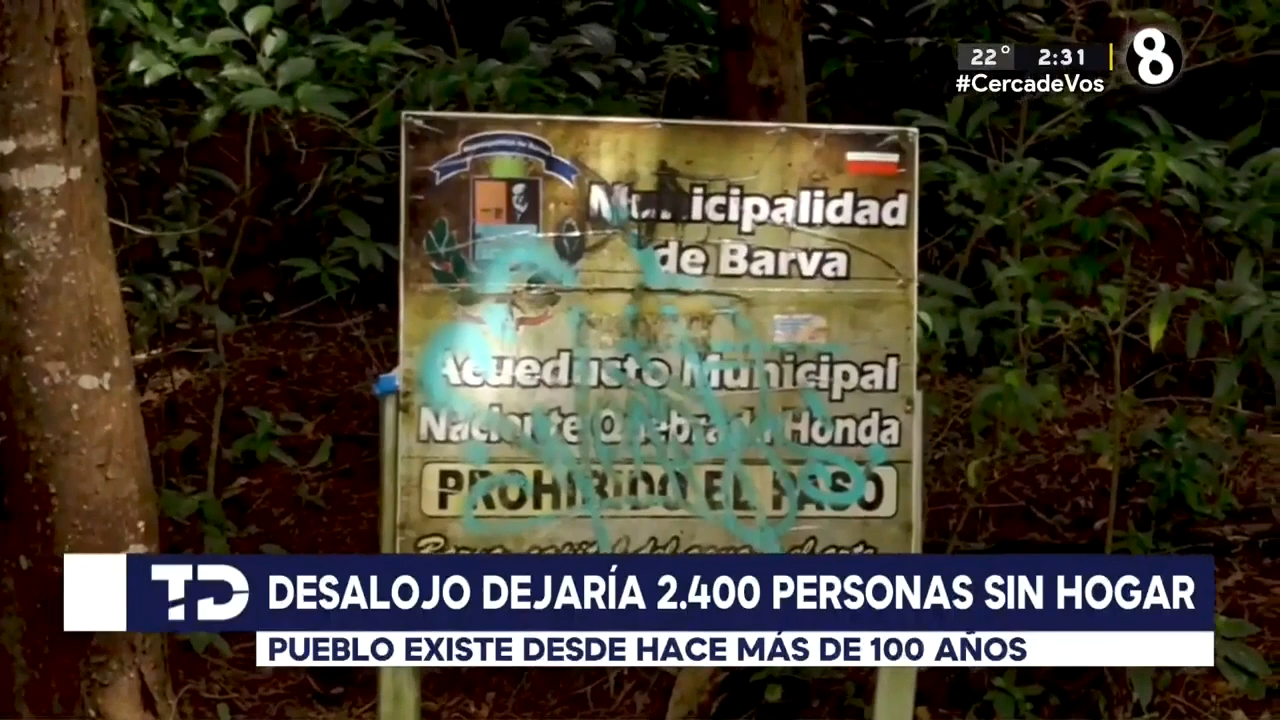 22° 2:31
8
#CercadeVos
Municipalidad
de Barva
Acueducto Municipal
Naciente Quebrada Honda
PROHIBIDO EL PASO
TD
DESALOJO DEJARÍA 2.400 PERSONAS SIN HOGAR
PUEBLO EXISTE DESDE HACE MÁS DE 100 AÑOS